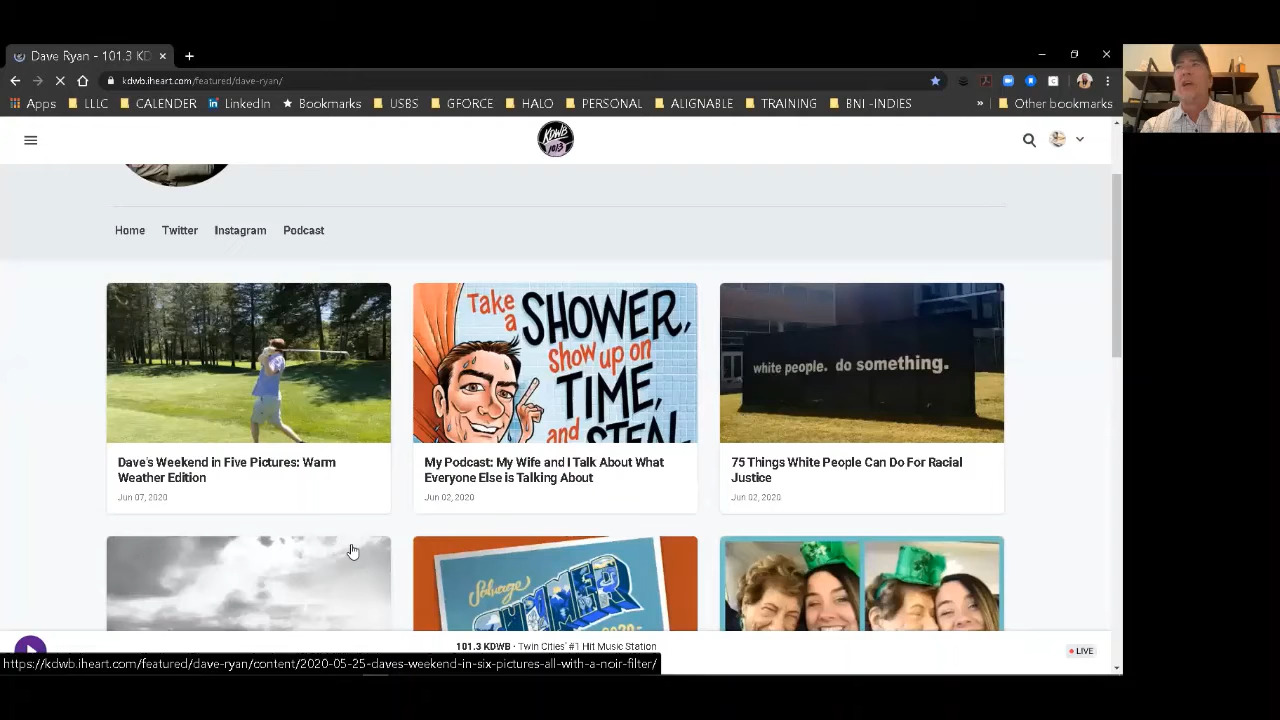 Dave Ryan - 101.3 KD
kdwb.iheart.com/featured/dave-ryan/
Apps LLLC CALENDER LinkedIn Bookmarks USBS GFORCE HALO PERSONAL ALIGNABLE TRAINING BNI -INDIES » Other bookmarks
KDWB
101.3
Home Twitter Instagram Podcast
Take
a SHOWER,
show up on
TIME,
and
STEAL
white people. do something.
Dave's Weekend in Five Pictures: Warm
Weather Edition
Jun 07, 2020
My Podcast: My Wife and I Talk About What
Everyone Else is Talking About
Jun 02, 2020
75 Things White People Can Do For Racial
Justice
Jun 02, 2020
SUMMER
2020
101.3 KDWB · Twin Cities' #1 Hit Music Station
LIVE
https://kdwb.iheart.com/featured/dave-ryan/content/2020-05-25-daves-weekend-in-six-pictures-all-with-a-noir-filter/